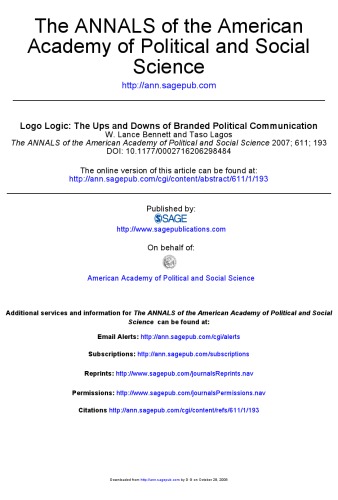 The ANNALS of the American
Academy of Political and Social
Science
http://ann.sagepub.com
Logo Logic: The Ups and Downs of Branded Political Communication
W. Lance Bennett and Taso Lagos
The ANNALS of the American Academy of Political and Social Science 2007; 611; 193
DOI: 10.1177/0002716206298484
The online version of this article can be found at:
http://ann.sagepub.com/cgi/content/abstract/611/1/193
Published by:
SAGE
http://www.sagepublications.com
On behalf of:
American Academy of Political and Social Science
Additional services and information for The ANNALS of the American Academy of Political and Social
Science can be found at:
Email Alerts: http://ann.sagepub.com/cgi/alerts
Subscriptions: http://ann.sagepub.com/subscriptions
Reprints: http://www.sagepub.com/journalsReprints.nav
Permissions: http://www.sagepub.com/journalsPermissions.nav
Citations http://ann.sagepub.com/cgi/content/refs/611/1/193
Downloaded from http://ann.sagepub.com by on October 28, 2008